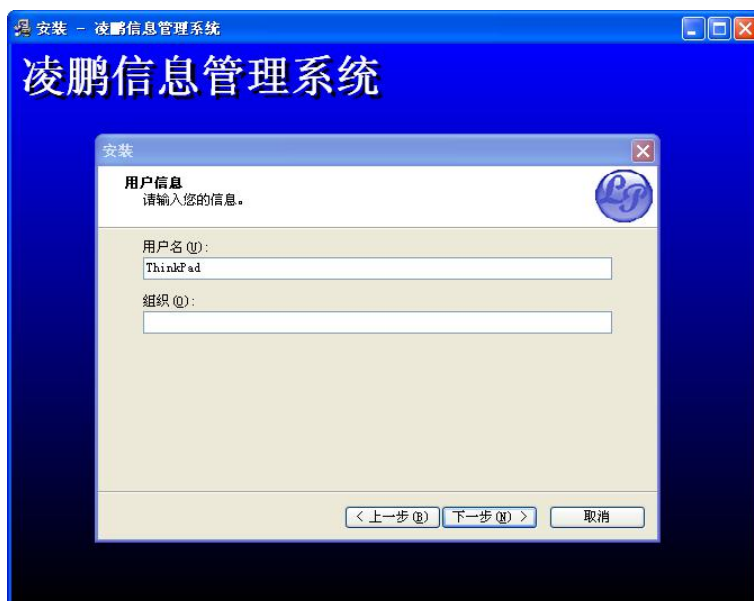 安装 - 凌鹏信息管理系统
凌鹏信息管理系统
安装
用户信息
请输入您的信息。
LP
用户名(U):
ThinkPad
组织(O):
< 上一步(B)
下一步(N) >
取消